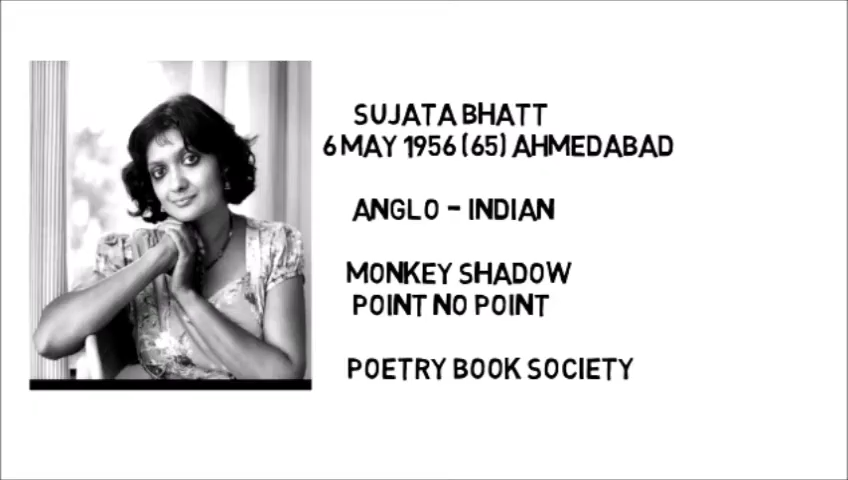 SUJATA BHATT
6 MAY 1956 (65) AHMEDABAD
ANGLO - INDIAN
MONKEY SHADOW
POINT NO POINT
POETRY BOOK SOCIETY